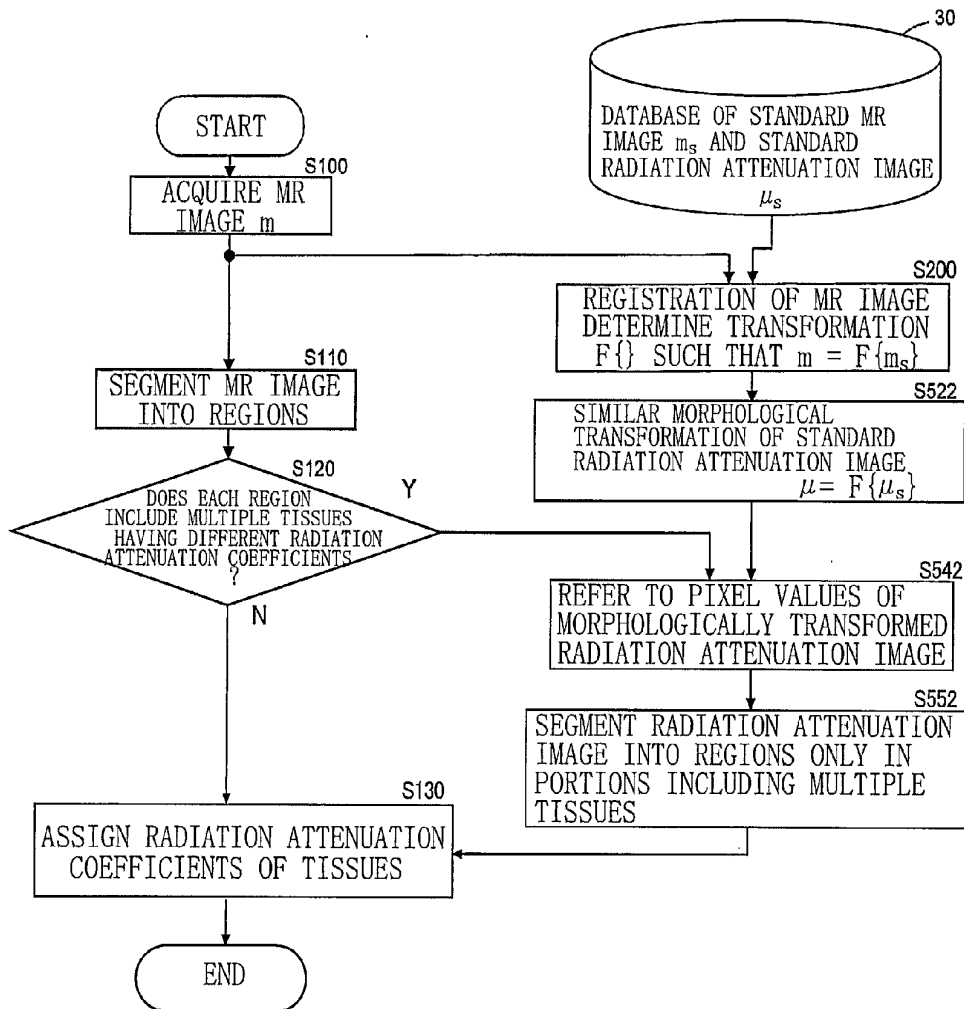 30
DATABASE OF STANDARD MR
IMAGE ms AND STANDARD
RADIATION ATTENUATION IMAGE
μs
START
S100
ACQUIRE MR
IMAGE m
S200
REGISTRATION OF MR IMAGE
DETERMINE TRANSFORMATION
F{} SUCH THAT m = F{ms}
S110
SEGMENT MR IMAGE
INTO REGIONS
S522
SIMILAR MORPHOLOGICAL
TRANSFORMATION OF STANDARD
RADIATION ATTENUATION IMAGE
μ = F{μs}
S120
DOES EACH REGION
INCLUDE MULTIPLE TISSUES
HAVING DIFFERENT RADIATION
ATTENUATION COEFFICIENTS
?
Y
N
S542
REFER TO PIXEL VALUES OF
MORPHOLOGICALLY TRANSFORMED
RADIATION ATTENUATION IMAGE
S552
SEGMENT RADIATION ATTENUATION
IMAGE INTO REGIONS ONLY IN
PORTIONS INCLUDING MULTIPLE
TISSUES
S130
ASSIGN RADIATION ATTENUATION
COEFFICIENTS OF TISSUES
END